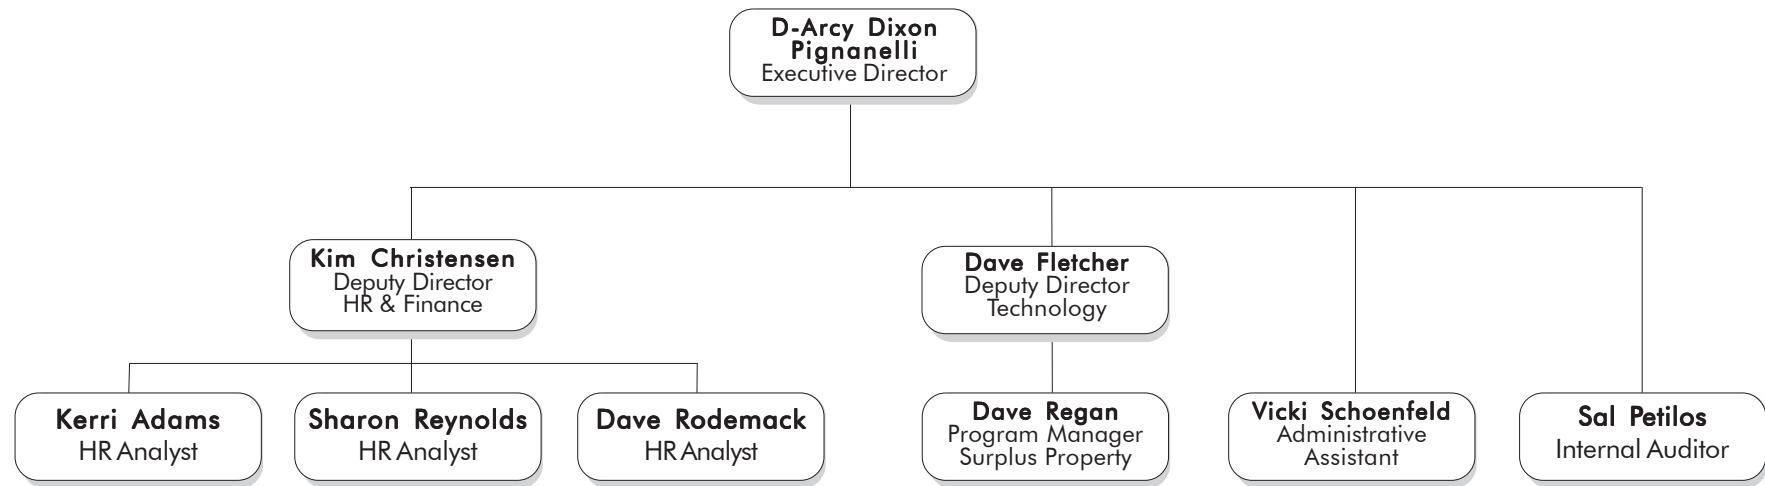 D-Arcy Dixon
Pignanelli
Executive Director
Kim Christensen
Deputy Director
HR & Finance
Dave Fletcher
Deputy Director
Technology
Kerri Adams
HR Analyst
Sharon Reynolds
HR Analyst
Dave Rodemack
HR Analyst
Dave Regan
Program Manager
Surplus Property
Vicki Schoenfeld
Administrative
Assistant
Sal Petilos
Internal Auditor